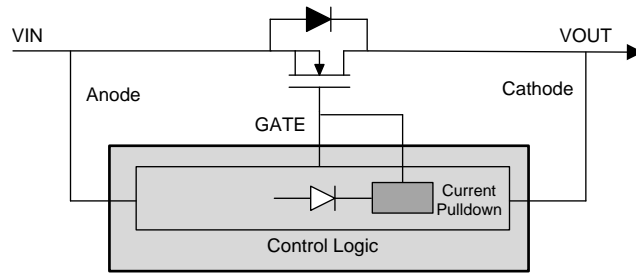 VIN
VOUT
Anode
Cathode
GATE
Current
Pulldown
Control Logic